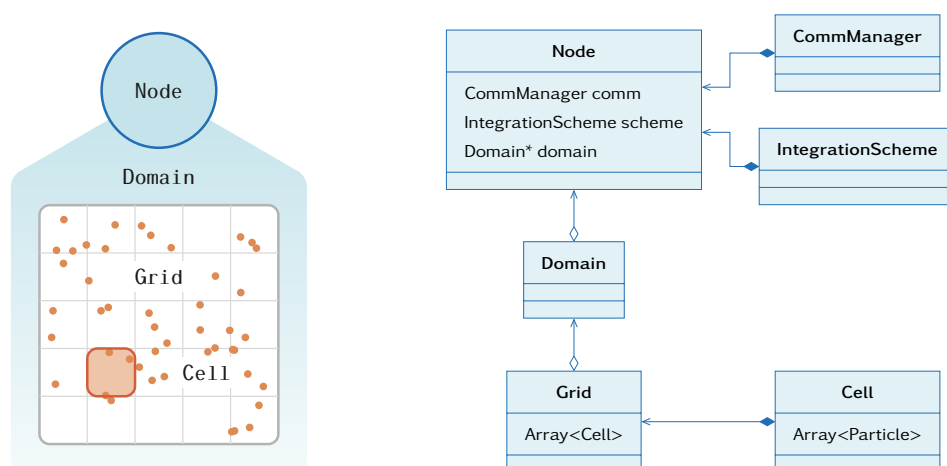 Node
Domain
Grid
Cell
Node
CommManager comm
IntegrationScheme scheme
Domain* domain
CommManager
IntegrationScheme
Domain
Grid
Array<Cell>
Cell
Array<Particle>